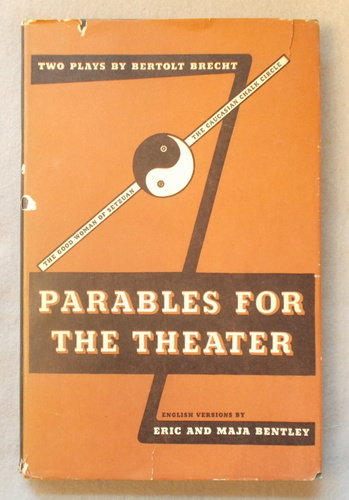 TWO PLAYS BY BERTOLT BRECHT
THE GOOD WOMAN OF SETZUAN
THE CAUCASIAN CHALK CIRCLE
PARABLES FOR
THE THEATER
ENGLISH VERSIONS BY
ERIC AND MAJA BENTLEY